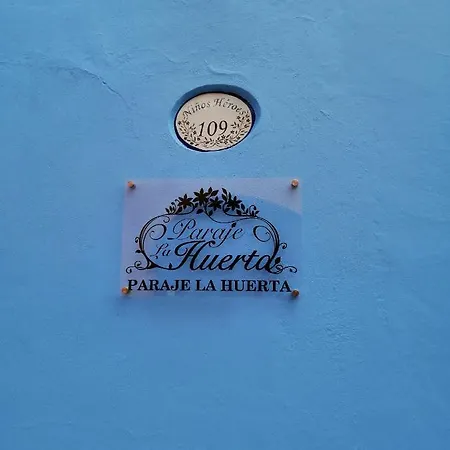 Niños Héroes
109
Paraje
La
Huerta
PARAJE LA HUERTA